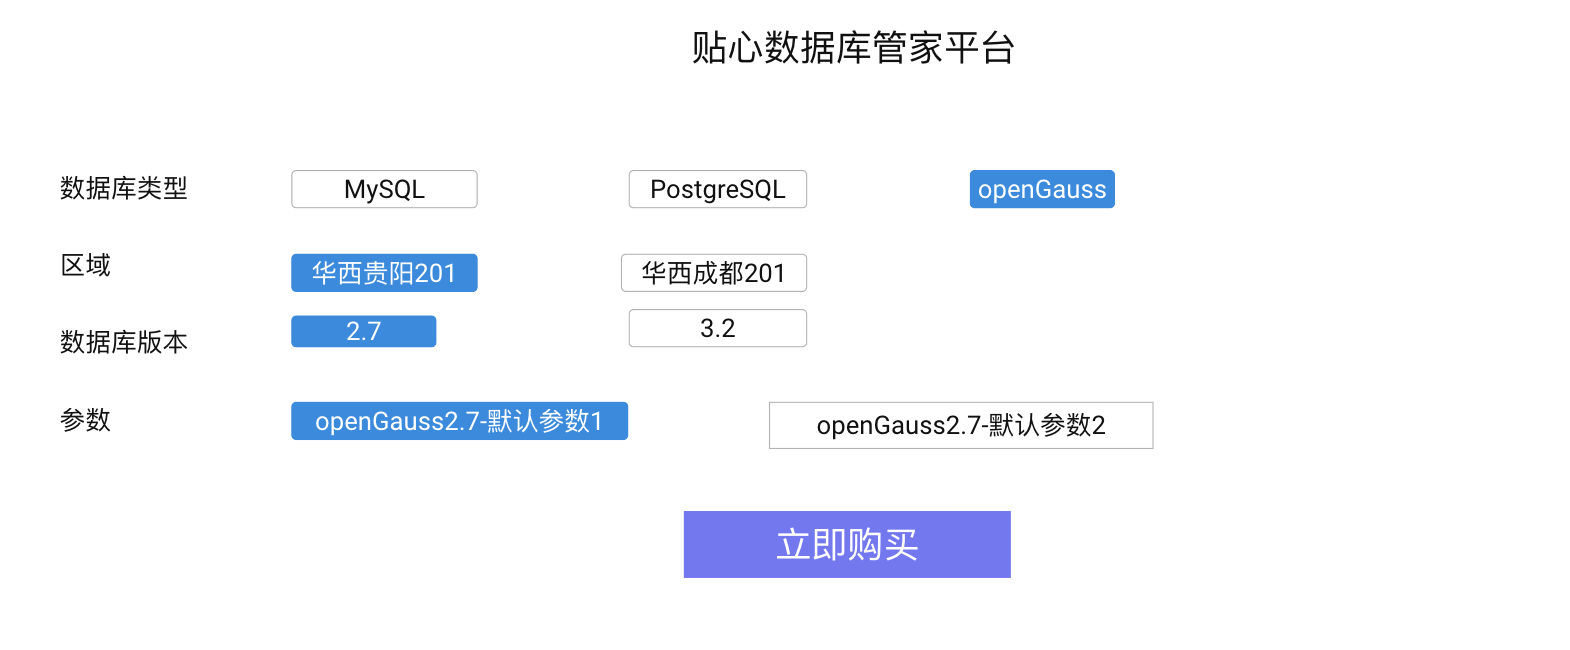 贴心数据库管家平台
数据库类型 MySQL PostgreSQL openGauss
区域 华西贵阳201 华西成都201
数据库版本 2.7 3.2
参数 openGauss2.7-默认参数1 openGauss2.7-默认参数2
立即购买